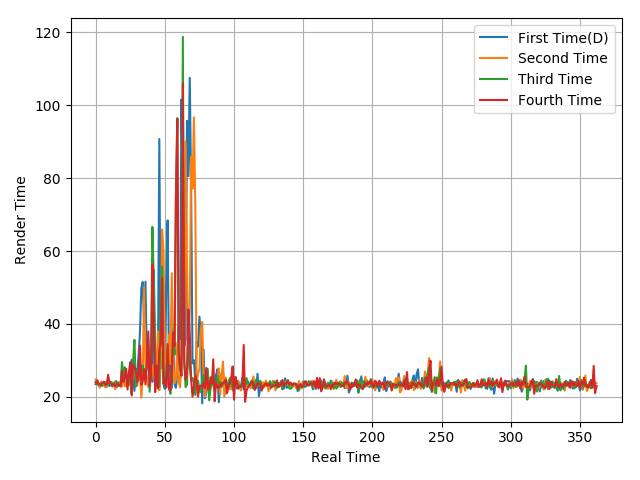 120
100
80
60
40
20
Render Time
0
50
100
150
200
250
300
350
Real Time
First Time(D)
Second Time
Third Time
Fourth Time